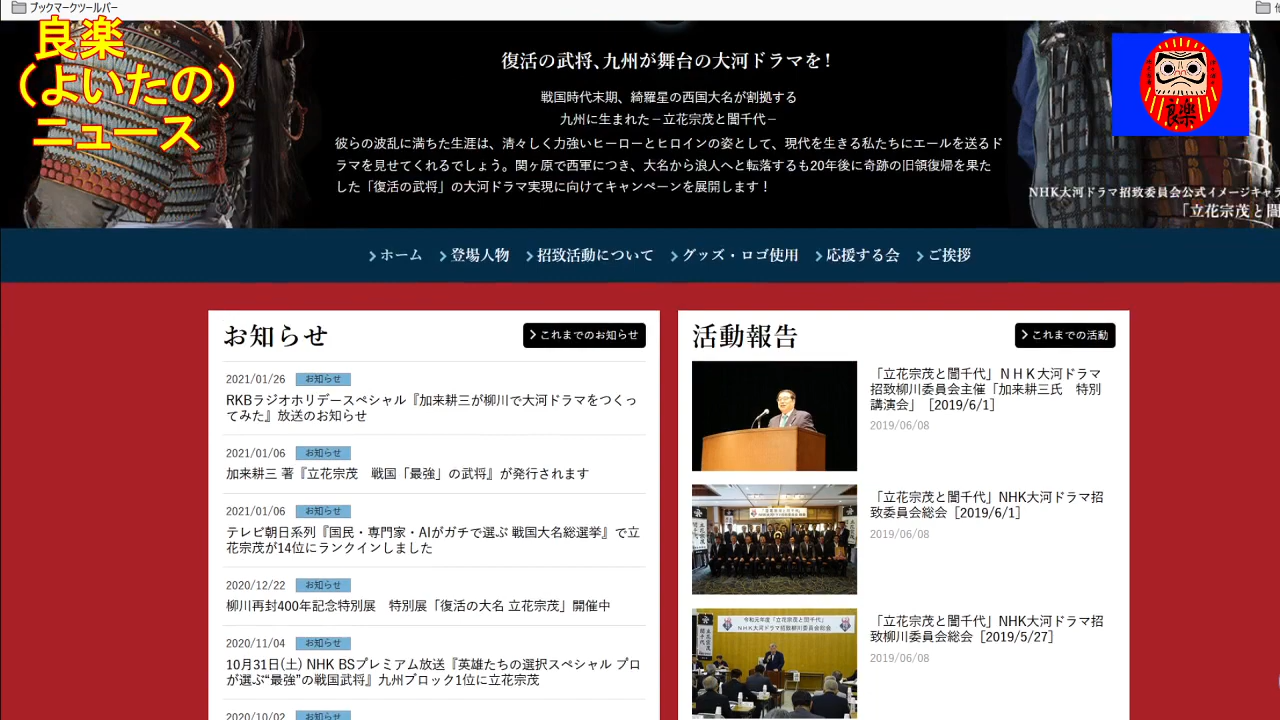 ブックマークツールバー
良楽
（よいたの）
ニュース
良楽
復活の武将、九州が舞台の大河ドラマを！
戦国時代末期、綺羅星の西国大名が割拠する
九州に生まれた－立花宗茂と誾千代－
彼らの波乱に満ちた生涯は、清々しく力強いヒーローとヒロインの姿として、現代を生きる私たちにエールを送るド
ラマを見せてくれるでしょう。関ヶ原で西軍につき、大名から浪人へと転落するも20年後に奇跡の旧領復帰を果た
した「復活の武将」の大河ドラマ実現に向けてキャンペーンを展開します！
NHK大河ドラマ招致委員会公式イメージキャラ
「立花宗茂と誾
ホーム 登場人物 招致活動について グッズ・ロゴ使用 応援する会 ご挨拶
お知らせ
これまでのお知らせ
2021/01/26 お知らせ
RKBラジオホリデースペシャル『加来耕三が柳川で大河ドラマをつくっ
てみた』放送のお知らせ
2021/01/06 お知らせ
加来耕三 著『立花宗茂　戦国「最強」の武将』が発行されます
2021/01/06 お知らせ
テレビ朝日系列『国民・専門家・AIがガチで選ぶ 戦国大名総選挙』で立
花宗茂が14位にランクインしました
2020/12/22 お知らせ
柳川再封400年記念特別展　特別展「復活の大名 立花宗茂」開催中
2020/11/04 お知らせ
10月31日(土) NHK BSプレミアム放送『英雄たちの選択スペシャル プロ
が選ぶ“最強”の戦国武将』九州ブロック1位に立花宗茂
2020/10/02 お知らせ
活動報告
これまでの活動
「立花宗茂と誾千代」ＮＨＫ大河ドラマ
招致柳川委員会主催「加来耕三氏　特別
講演会」［2019/6/1］
2019/06/08
「立花宗茂と誾千代」NHK大河ドラマ招
致委員会総会［2019/6/1］
2019/06/08
「立花宗茂と誾千代」NHK大河ドラマ招
致柳川委員会総会［2019/5/27］
2019/06/08
令和元年度「立花宗茂と誾千代」
NHK大河ドラマ招致柳川委員会総会